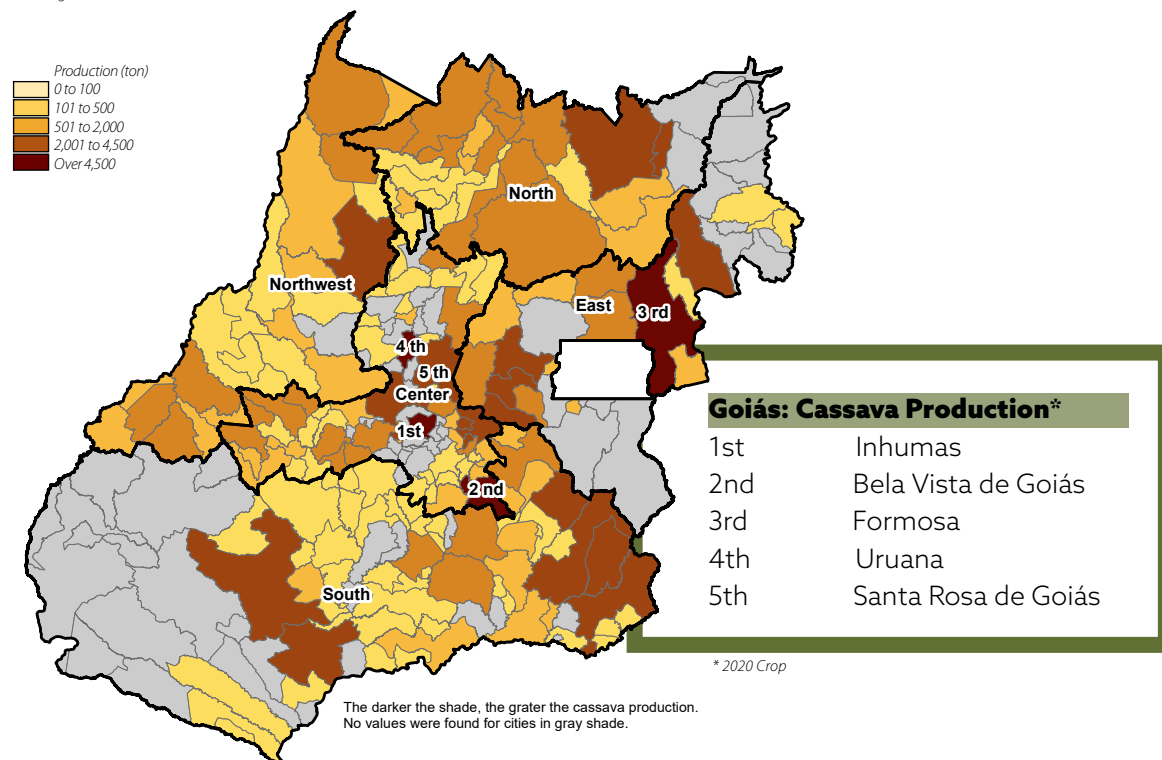 Production (ton)
0 to 100
101 to 500
501 to 2,000
2,001 to 4,500
Over 4,500
North
Northwest
East
3 rd
4 th
5 th
Center
1st
2 nd
South
Goiás: Cassava Production*
1st Inhumas
2nd Bela Vista de Goiás
3rd Formosa
4th Uruana
5th Santa Rosa de Goiás
* 2020 Crop
The darker the shade, the grater the cassava production.
No values were found for cities in gray shade.